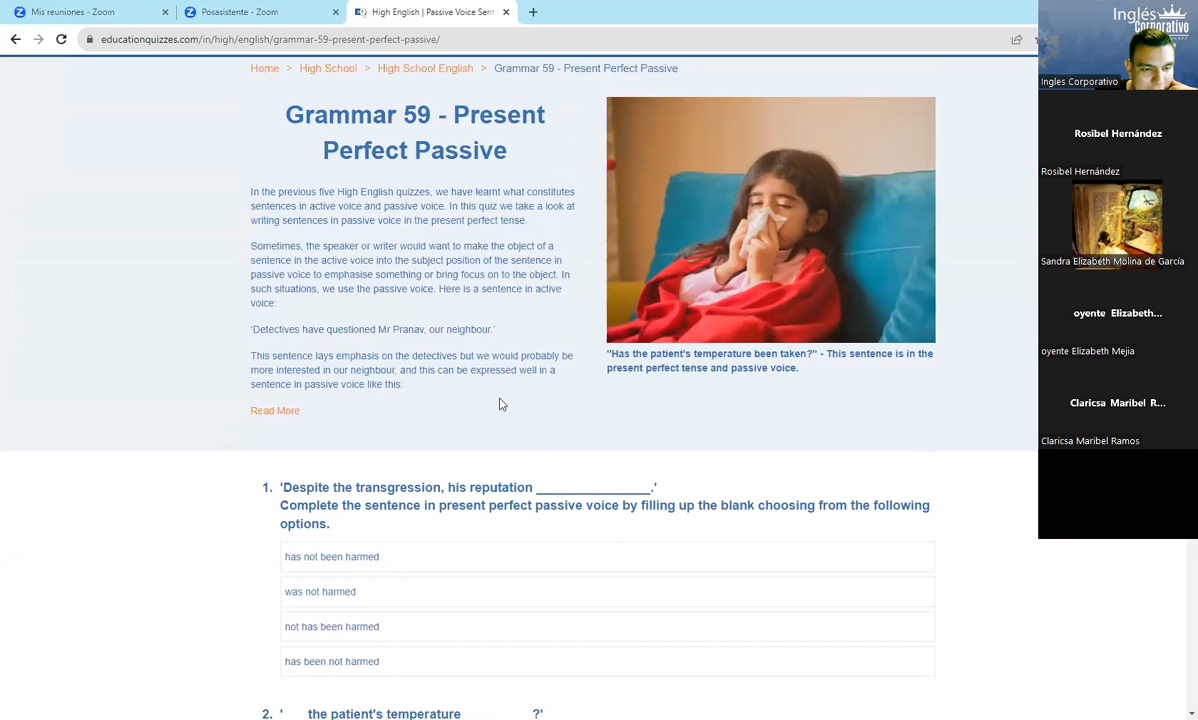 Mis reuniones - Zoom
Posasistente - Zoom
High English | Passive Voice Sent
educationquizzes.com/in/high/english/grammar-59-present-perfect-passive/
Home > High School > High School English > Grammar 59 - Present Perfect Passive
Grammar 59 - Present
Perfect Passive
In the previous five High English quizzes, we have learnt what constitutes
sentences in active voice and passive voice. In this quiz we take a look at
writing sentences in passive voice in the present perfect tense.
Sometimes, the speaker or writer would want to make the object of a
sentence in the active voice into the subject position of the sentence in
passive voice to emphasise something or bring focus on to the object. In
such situations, we use the passive voice. Here is a sentence in active
voice:
‘Detectives have questioned Mr Pranav, our neighbour.’
This sentence lays emphasis on the detectives but we would probably be
more interested in our neighbour, and this can be expressed well in a
sentence in passive voice like this:
Read More
"Has the patient's temperature been taken?" - This sentence is in the
present perfect tense and passive voice.
1. 'Despite the transgression, his reputation _______________.'
Complete the sentence in present perfect passive voice by filling up the blank choosing from the following
options.
has not been harmed
was not harmed
not has been harmed
has been not harmed
2. '___ the patient's temperature _________?'
Inglés
Corporativo
Ingles Corporativo
Rosibel Hernández
Rosibel Hernández
Sandra Elizabeth Molina de García
oyente Elizabeth...
oyente Elizabeth Mejia
Claricsa Maribel R...
Claricsa Maribel Ramos